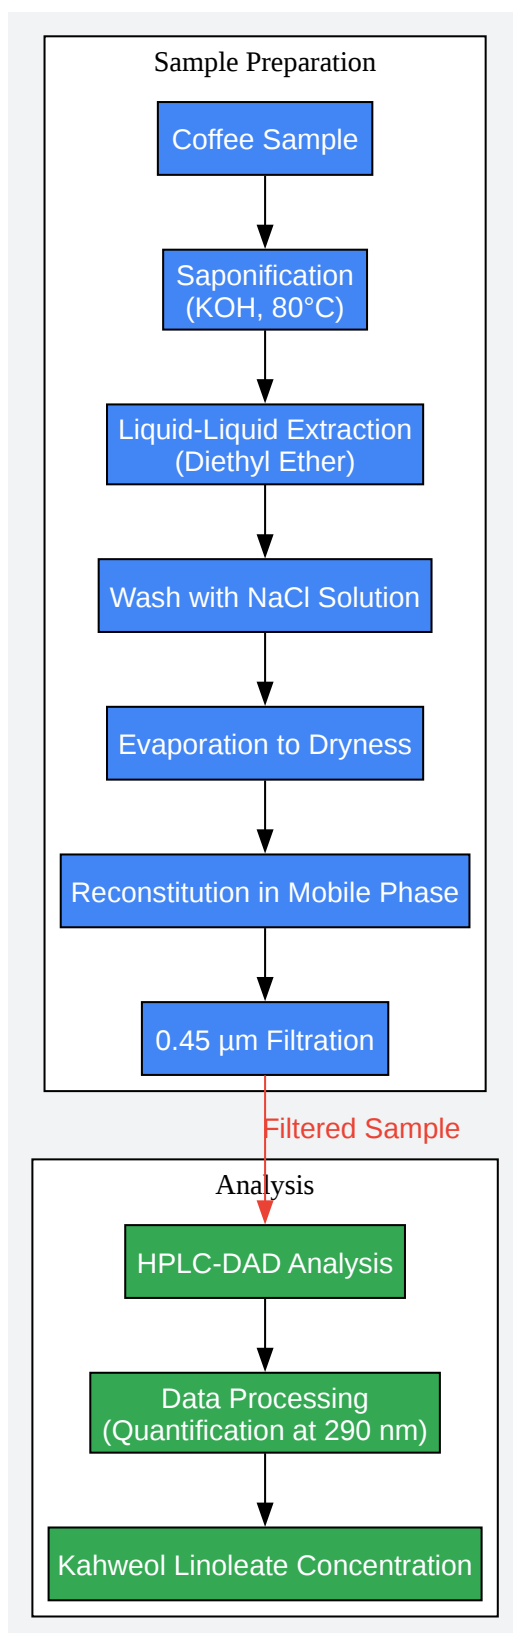 Sample Preparation
Coffee Sample
Saponification
(KOH, 80°C)
Liquid-Liquid Extraction
(Diethyl Ether)
Wash with NaCl Solution
Evaporation to Dryness
Reconstitution in Mobile Phase
0.45 µm Filtration
Filtered Sample
Analysis
HPLC-DAD Analysis
Data Processing
(Quantification at 290 nm)
Kahweol Linoleate Concentration